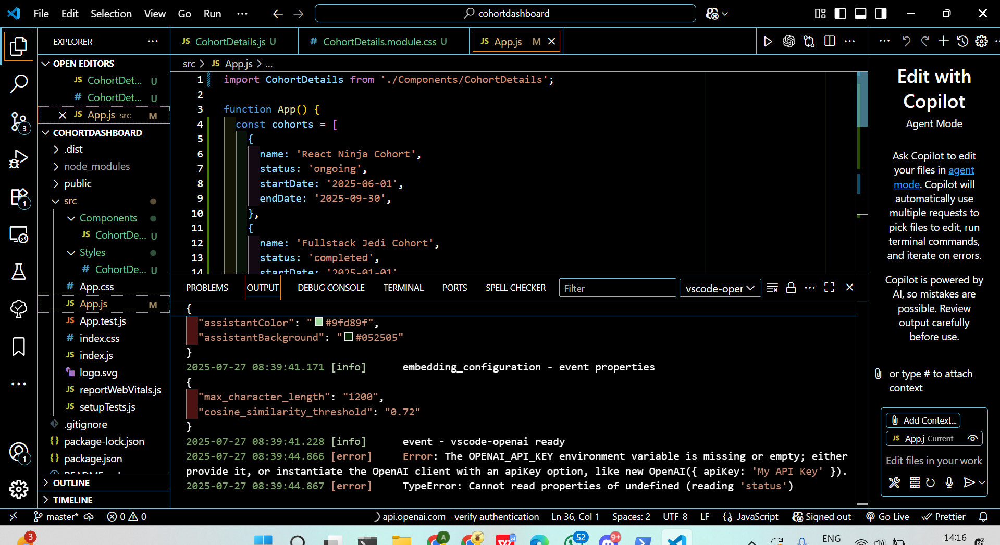 File Edit Selection View Go Run ··· cohortdashboard
EXPLORER ···
OPEN EDITORS
JS CohortDet... U
# CohortDet... U
JS App.js src M
COHORTDASHBOARD
.dist
node_modules
public
src
Components
JS CohortDe... U
Styles
# CohortDe... U
# App.css
JS App.js M
JS App.test.js
# index.css
JS index.js
logo.svg
JS reportWebVitals.js
JS setupTests.js
.gitignore
{} package-lock.json
{} package.json
OUTLINE
TIMELINE
3
1
1
JS CohortDetails.js U # CohortDetails.module.css U JS App.js M
src > JS App.js > ...
1 import CohortDetails from './Components/CohortDetails';
2
3 function App() {
4 const cohorts = [
5 {
6 name: 'React Ninja Cohort',
7 status: 'ongoing',
8 startDate: '2025-06-01',
9 endDate: '2025-09-30',
10 },
11 {
12 name: 'Fullstack Jedi Cohort',
13 status: 'completed',
14 startDate: '2025-01-01'
PROBLEMS OUTPUT DEBUG CONSOLE TERMINAL PORTS SPELL CHECKER Filter vscode-oper
{
"assistantColor": "#9fd89f",
"assistantBackground": "#052505"
}
2025-07-27 08:39:41.171 [info] embedding_configuration - event properties
{
"max_character_length": "1200",
"cosine_similarity_threshold": "0.72"
}
2025-07-27 08:39:41.228 [info] event - vscode-openai ready
2025-07-27 08:39:44.866 [error] Error: The OPENAI_API_KEY environment variable is missing or empty; either
provide it, or instantiate the OpenAI client with an apiKey option, like new OpenAI({ apiKey: 'My API Key' }).
2025-07-27 08:39:44.867 [error] TypeError: Cannot read properties of undefined (reading 'status')
Edit with
Copilot
Agent Mode
Ask Copilot to edit
your files in agent
mode. Copilot will
automatically use
multiple requests to
pick files to edit, run
terminal commands,
and iterate on errors.
Copilot is powered by
AI, so mistakes are
possible. Review
output carefully
before use.
or type # to attach
context
Add Context...
JS App.j Current
Edit files in your work
master* 0 0 api.openai.com - verify authentication Ln 36, Col 1 Spaces: 2 UTF-8 LF {} JavaScript Signed out Go Live Prettier
3 A 52 9+ ENG 14:16